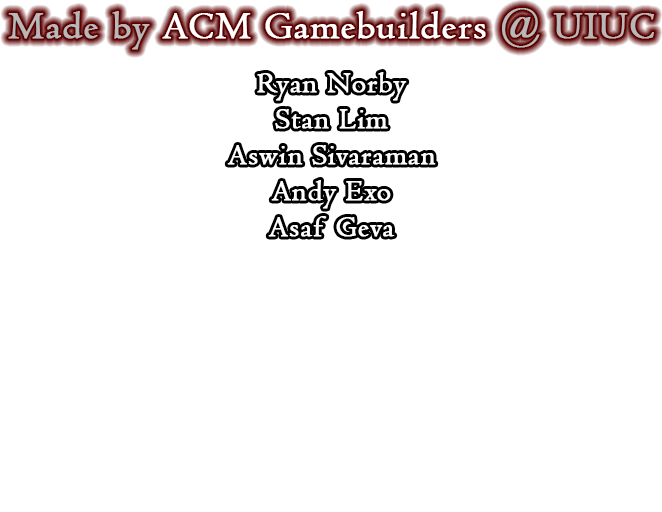 Made by ACM Gamebuilders @ UIUC
Ryan Norby
Stan Lim
Aswin Sivaraman
Andy Exo
Asaf Geva